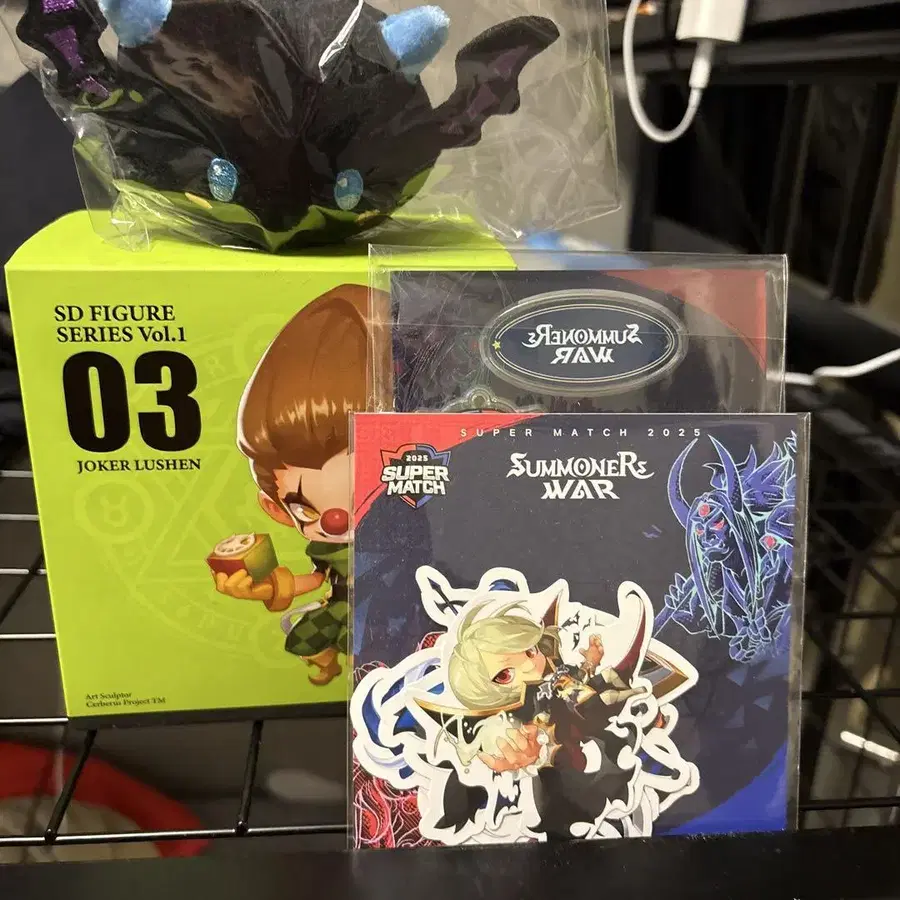 SD FIGURE
SERIES Vol.1
03
JOKER LUSHEN
Art Sculptor
Cerberus Project TM
SUMMONERS
WAR
SUPER MATCH 2025
2025
SUPER
MATCH
SUMMONERS
WAR